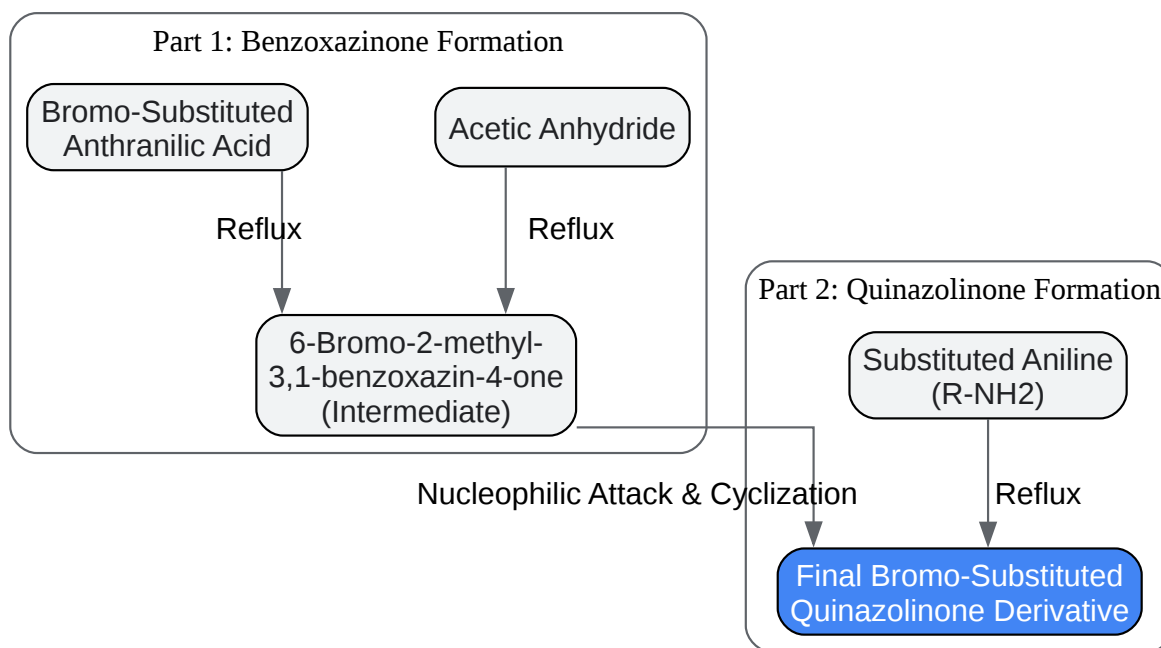 Part 1: Benzoxazinone Formation
Bromo-Substituted
Anthranilic Acid
Acetic Anhydride
Reflux
Reflux
6-Bromo-2-methyl-
3,1-benzoxazin-4-one
(Intermediate)
Part 2: Quinazolinone Formation
Substituted Aniline
(R-NH2)
Nucleophilic Attack & Cyclization
Reflux
Final Bromo-Substituted
Quinazolinone Derivative